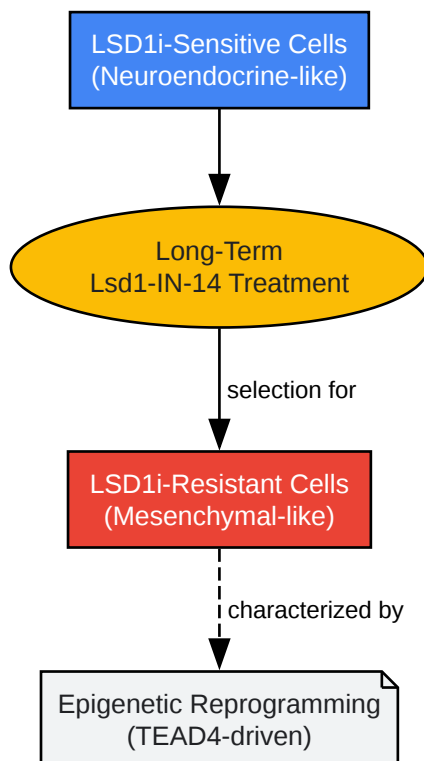 LSD1i-Sensitive Cells
(Neuroendocrine-like)
Long-Term
Lsd1-IN-14 Treatment
selection for
LSD1i-Resistant Cells
(Mesenchymal-like)
characterized by
Epigenetic Reprogramming
(TEAD4-driven)